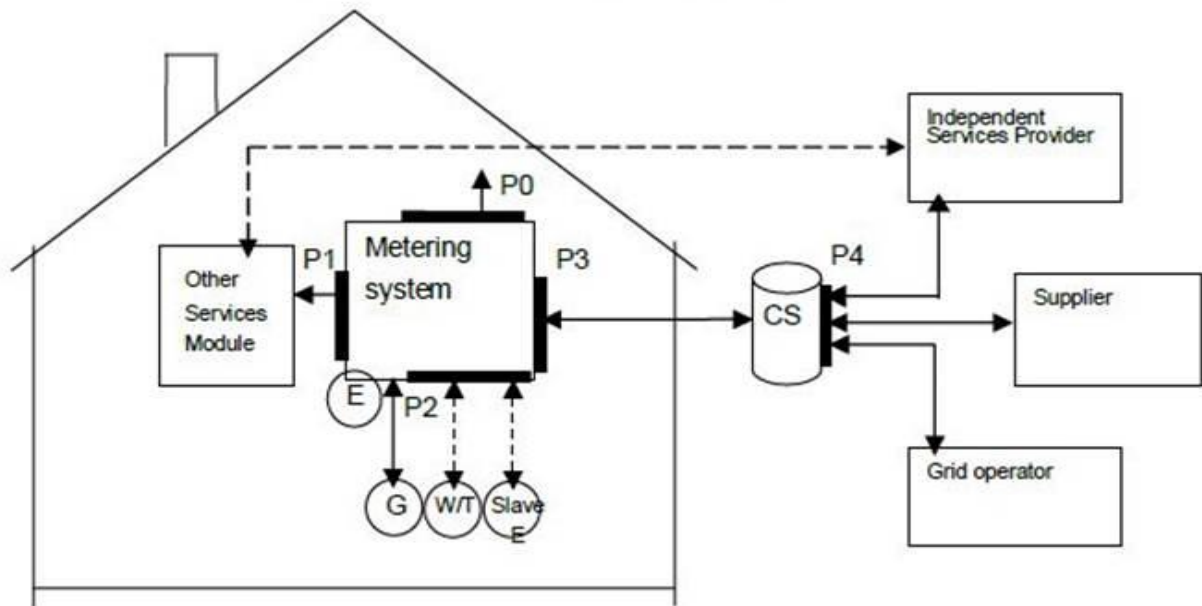 Independent
Services Provider
P0
P1
Metering
system
P3
P4
Other
Services
Module
CS
Supplier
E
P2
G
W/T
Slave
E
Grid operator